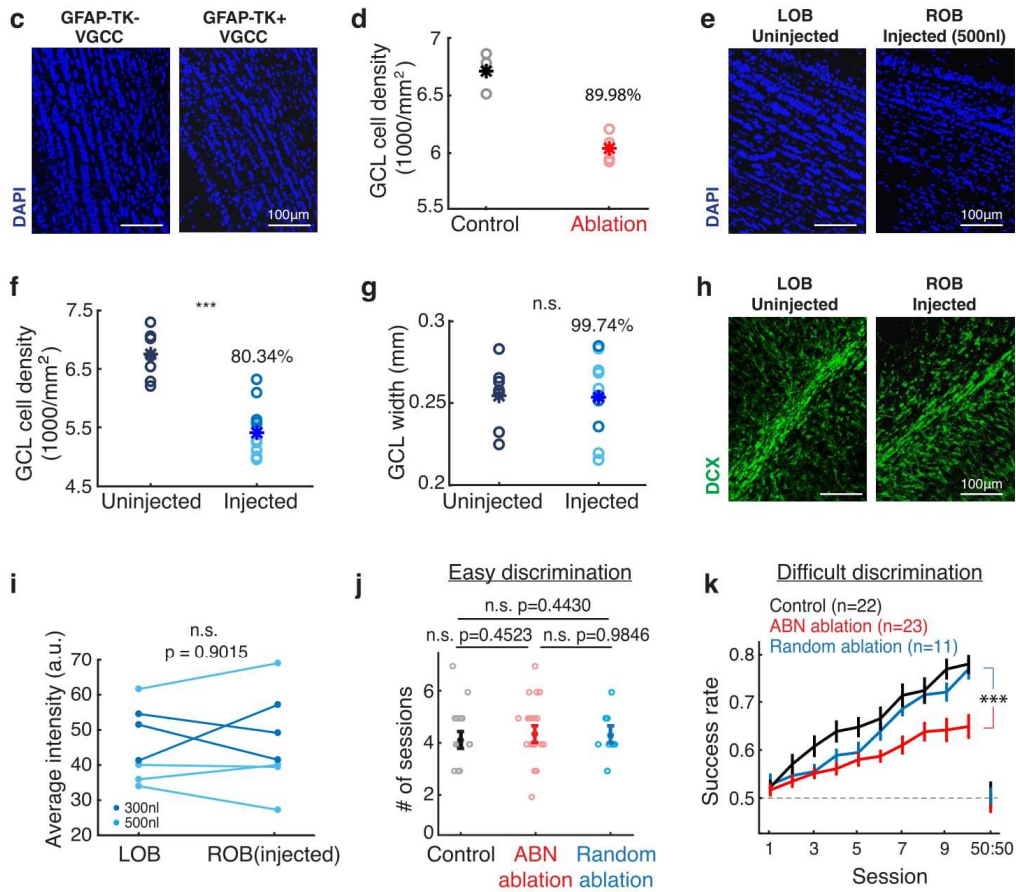 c
GFAP-TK- GFAP-TK+
VGCC VGCC
DAPI
100µm
d
GCL cell density
(1000/mm²)
7
6.5
6
5.5
89.98%
Control Ablation
e
LOB ROB
Uninjected Injected (500nl)
DAPI
100µm
f
GCL cell density
(1000/mm²)
7.5
6.5
5.5
4.5
***
80.34%
Uninjected Injected
g
GCL width (mm)
0.3
0.25
0.2
n.s.
99.74%
Uninjected Injected
h
LOB ROB
Uninjected Injected
DCX
100µm
i
Average intensity (a.u.)
80
70
60
50
40
30
20
n.s.
p = 0.9015
300nl
500nl
LOB ROB(injected)
j
Easy discrimination
n.s. p=0.4430
n.s. p=0.4523 n.s. p=0.9846
# of sessions
6
4
2
0
Control ABN Random
ablation ablation
k
Difficult discrimination
Control (n=22)
ABN ablation (n=23)
Random ablation (n=11)
Success rate
0.8
0.7
0.6
0.5
***
1 3 5 7 9 50:50
Session